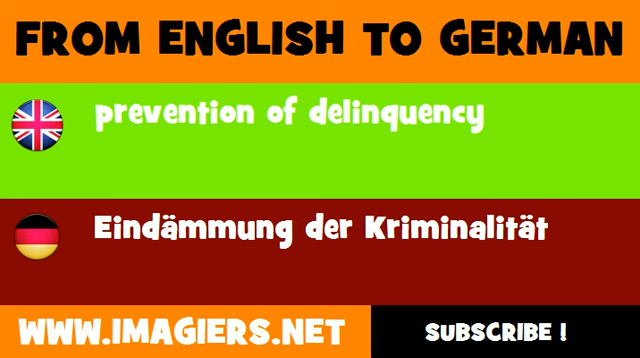 FROM ENGLISH TO GERMAN
prevention of delinquency
Eindämmung der Kriminalität
WWW.IMAGIERS.NET
SUBSCRIBE !